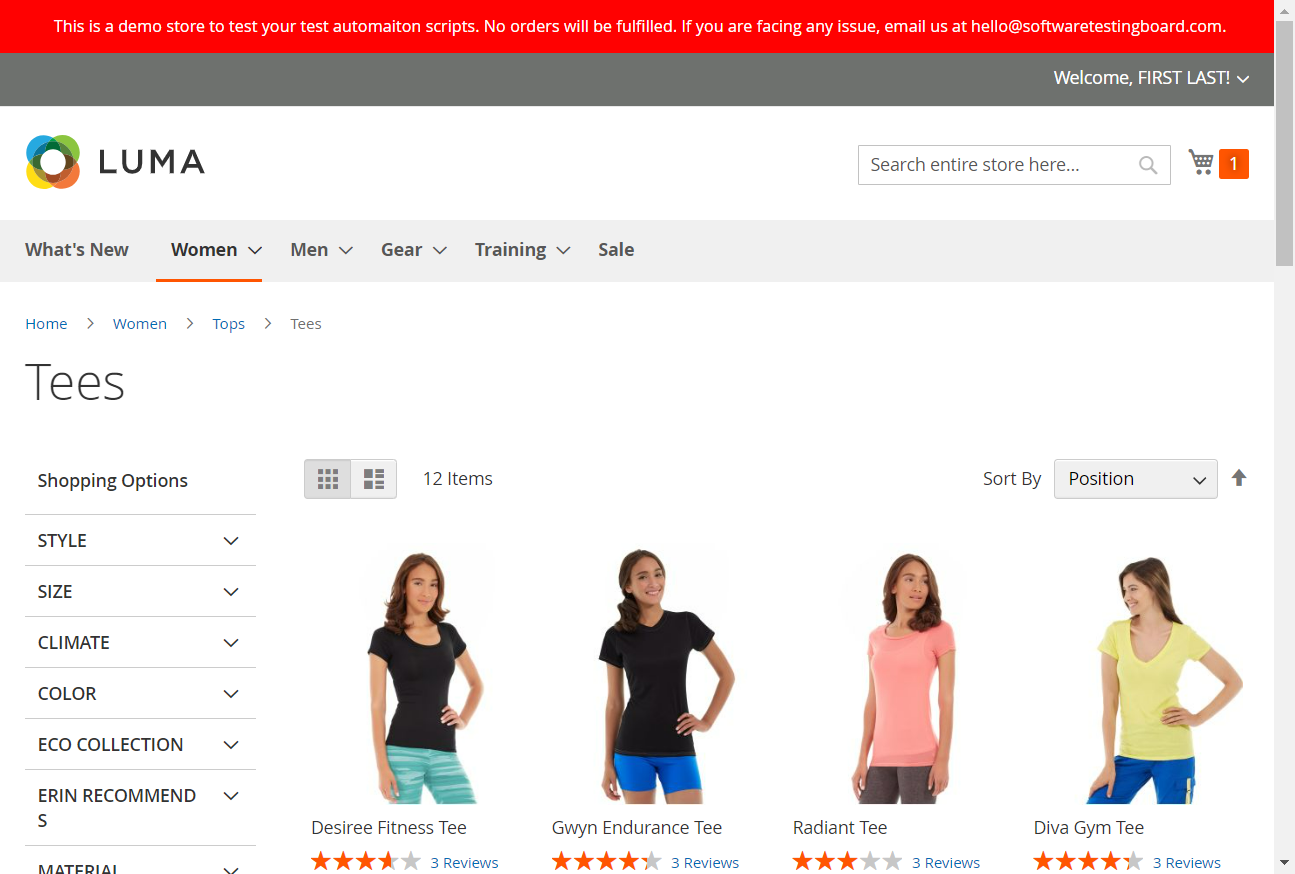 This is a demo store to test your test automaiton scripts. No orders will be fulfilled. If you are facing any issue, email us at hello@softwaretestingboard.com.
Welcome, FIRST LAST!
LUMA
Search entire store here...
1
What's New
Women
Men
Gear
Training
Sale
Home
Women
Tops
Tees
Tees
Shopping Options
12 Items
Sort By
Position
STYLE
SIZE
CLIMATE
COLOR
ECO COLLECTION
ERIN RECOMMEND
S
MATERIAL
Desiree Fitness Tee
3 Reviews
Gwyn Endurance Tee
3 Reviews
Radiant Tee
3 Reviews
Diva Gym Tee
3 Reviews